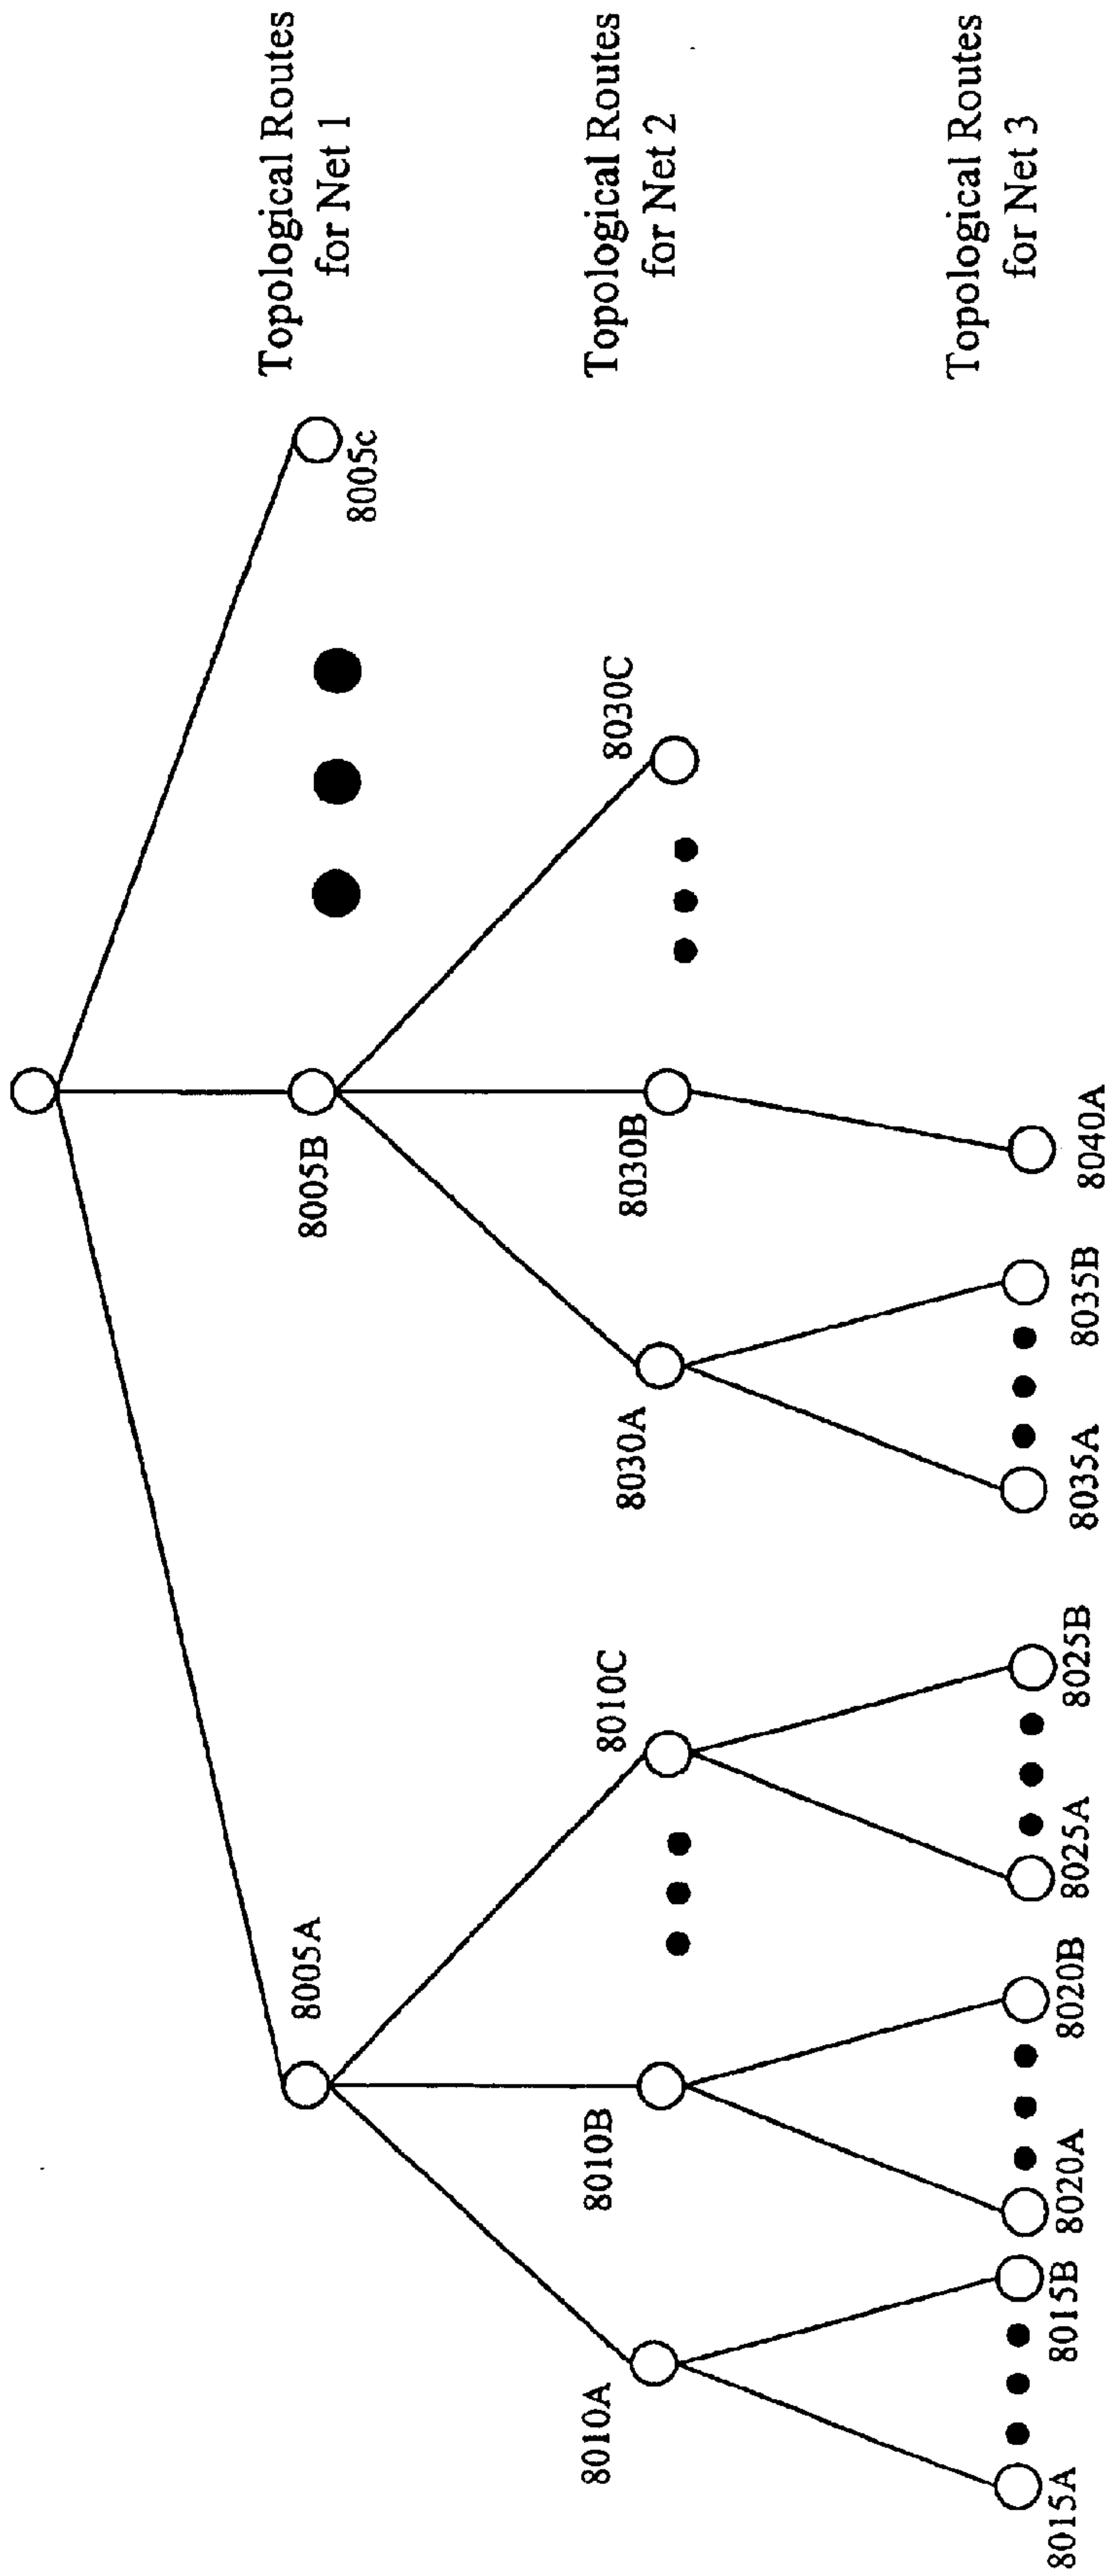 Topological Routes
for Net 1
8005A
8005B
8005c
Topological Routes
for Net 2
8010A
8010B
8010C
8030A
8030B
8030C
Topological Routes
for Net 3
8015A
8015B
8020A
8020B
8025A
8025B
8035A
8035B
8040A